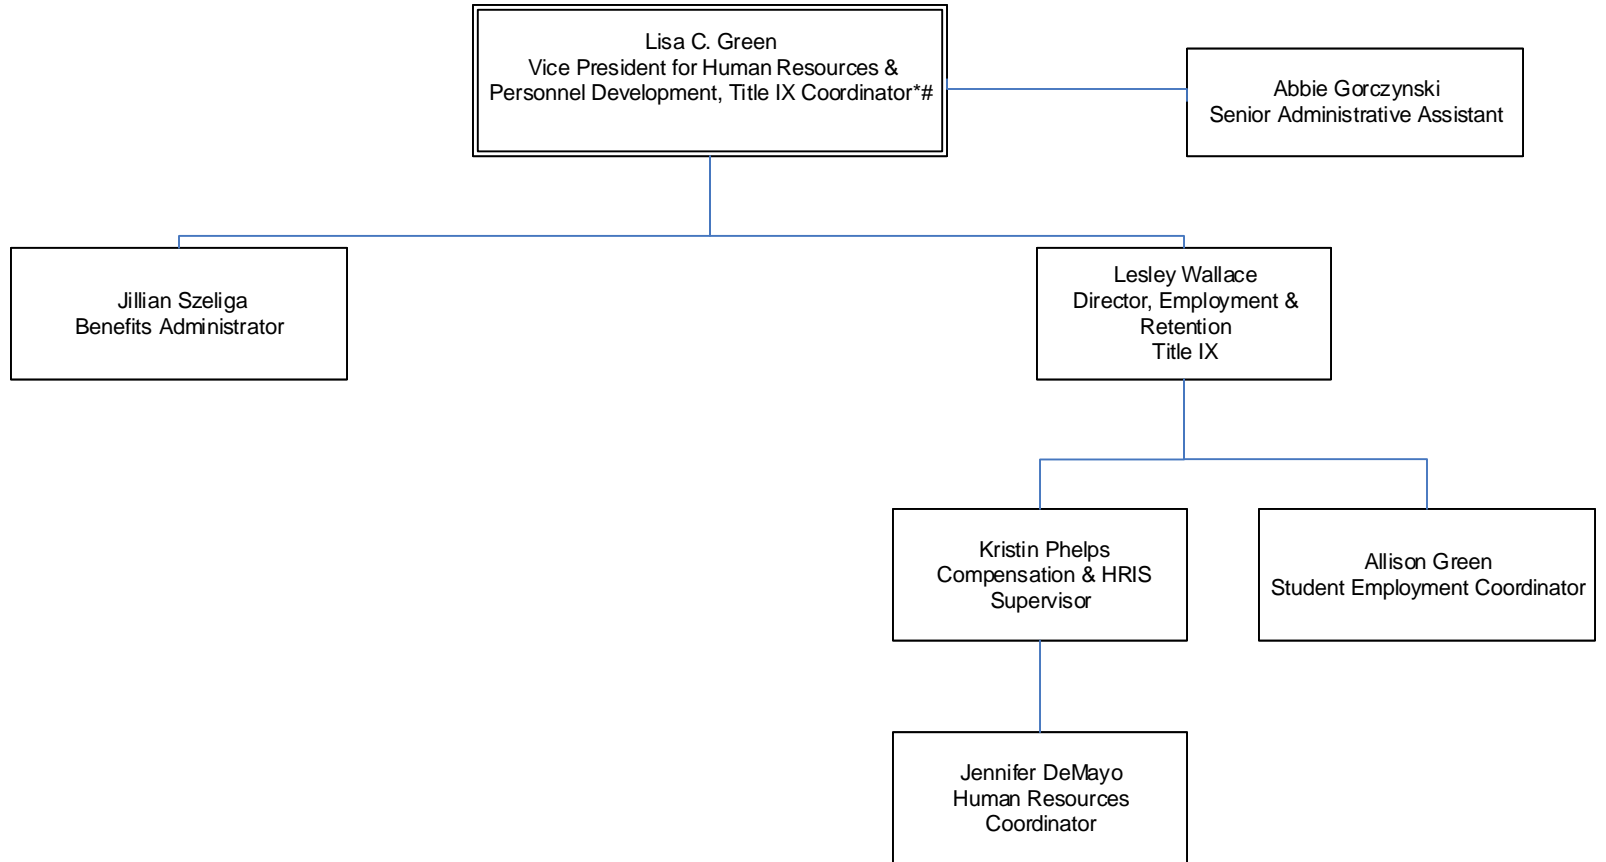 Lisa C. Green
Vice President for Human Resources &
Personnel Development, Title IX Coordinator*#
Abbie Gorczynski
Senior Administrative Assistant
Jillian Szeliga
Benefits Administrator
Lesley Wallace
Director, Employment &
Retention
Title IX
Kristin Phelps
Compensation & HRIS
Supervisor
Allison Green
Student Employment Coordinator
Jennifer DeMayo
Human Resources
Coordinator